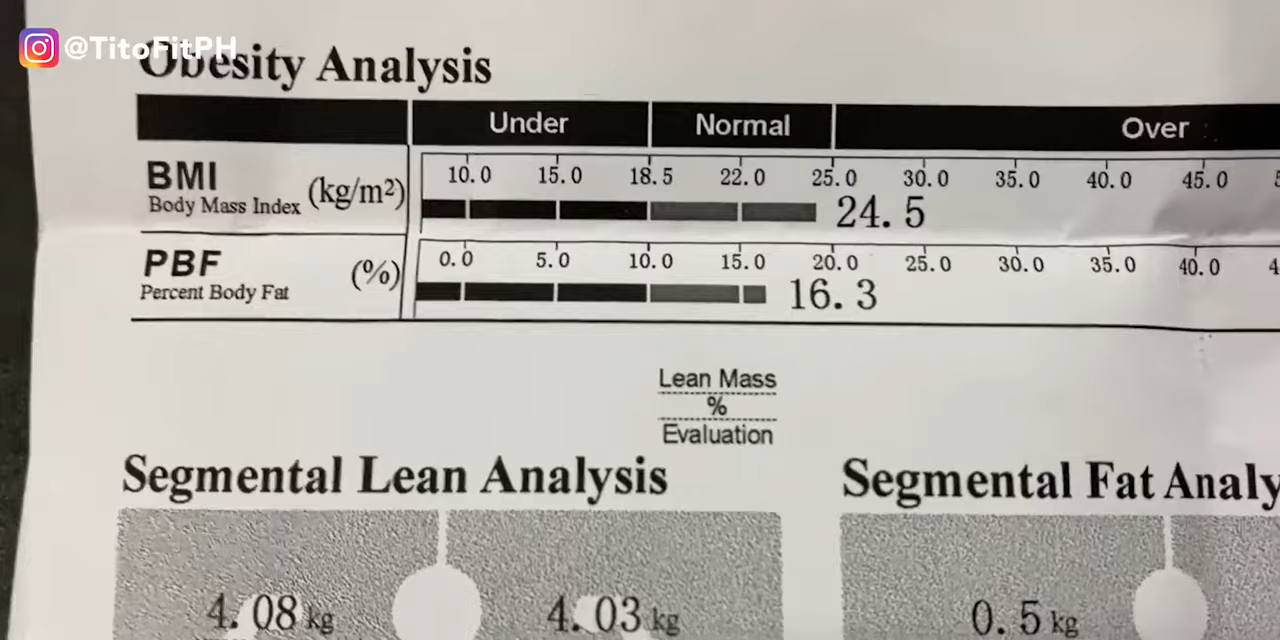 @TitoFitPH
Obesity Analysis
Under Normal Over
BMI (kg/m²) 10.0 15.0 18.5 22.0 25.0 30.0 35.0 40.0 45.0
Body Mass Index 24.5
PBF (%) 0.0 5.0 10.0 15.0 20.0 25.0 30.0 35.0 40.0
Percent Body Fat 16.3
Lean Mass
%
Evaluation
Segmental Lean Analysis Segmental Fat Analy
4.08 kg 4.03 kg 0.5 kg